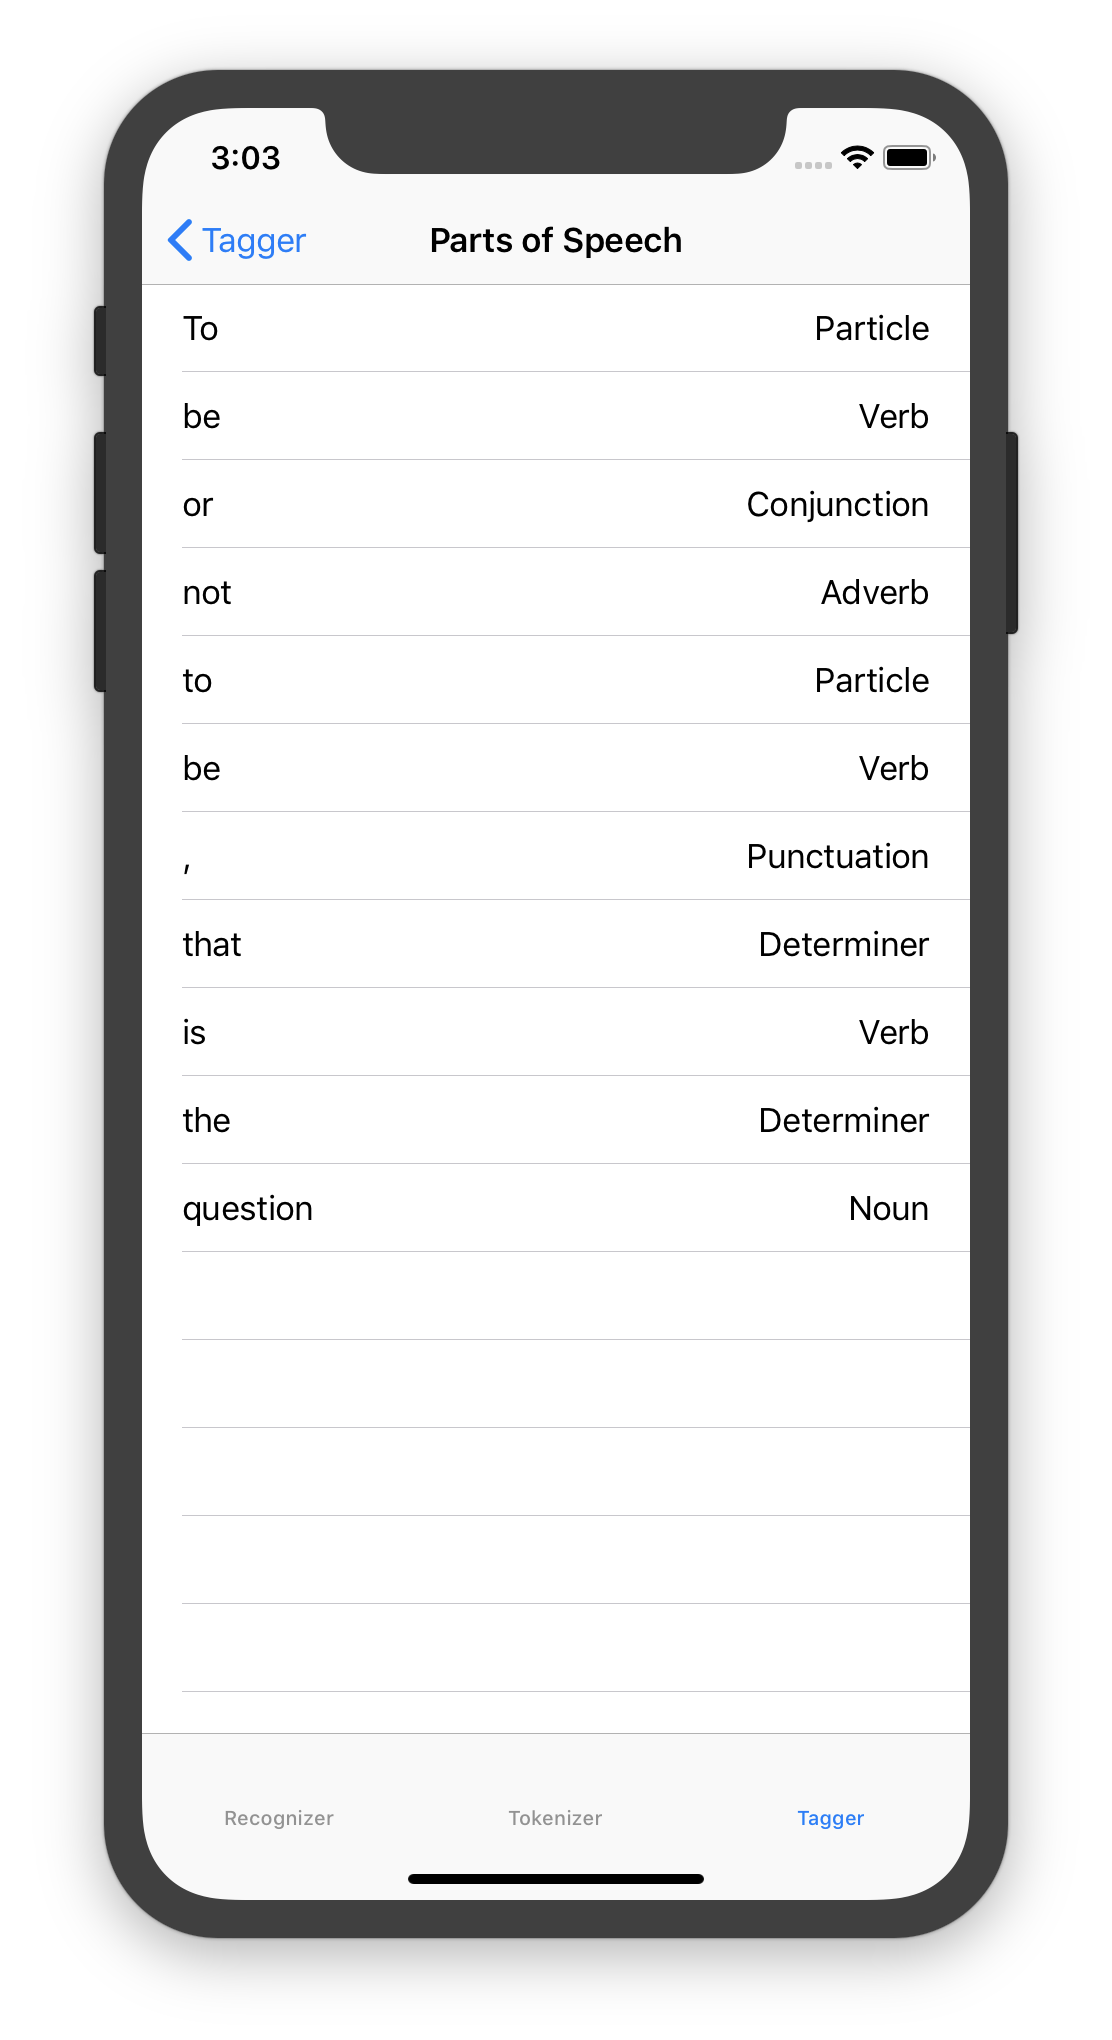 3:03
Tagger Parts of Speech
To Particle
be Verb
or Conjunction
not Adverb
to Particle
be Verb
, Punctuation
that Determiner
is Verb
the Determiner
question Noun
Recognizer Tokenizer Tagger